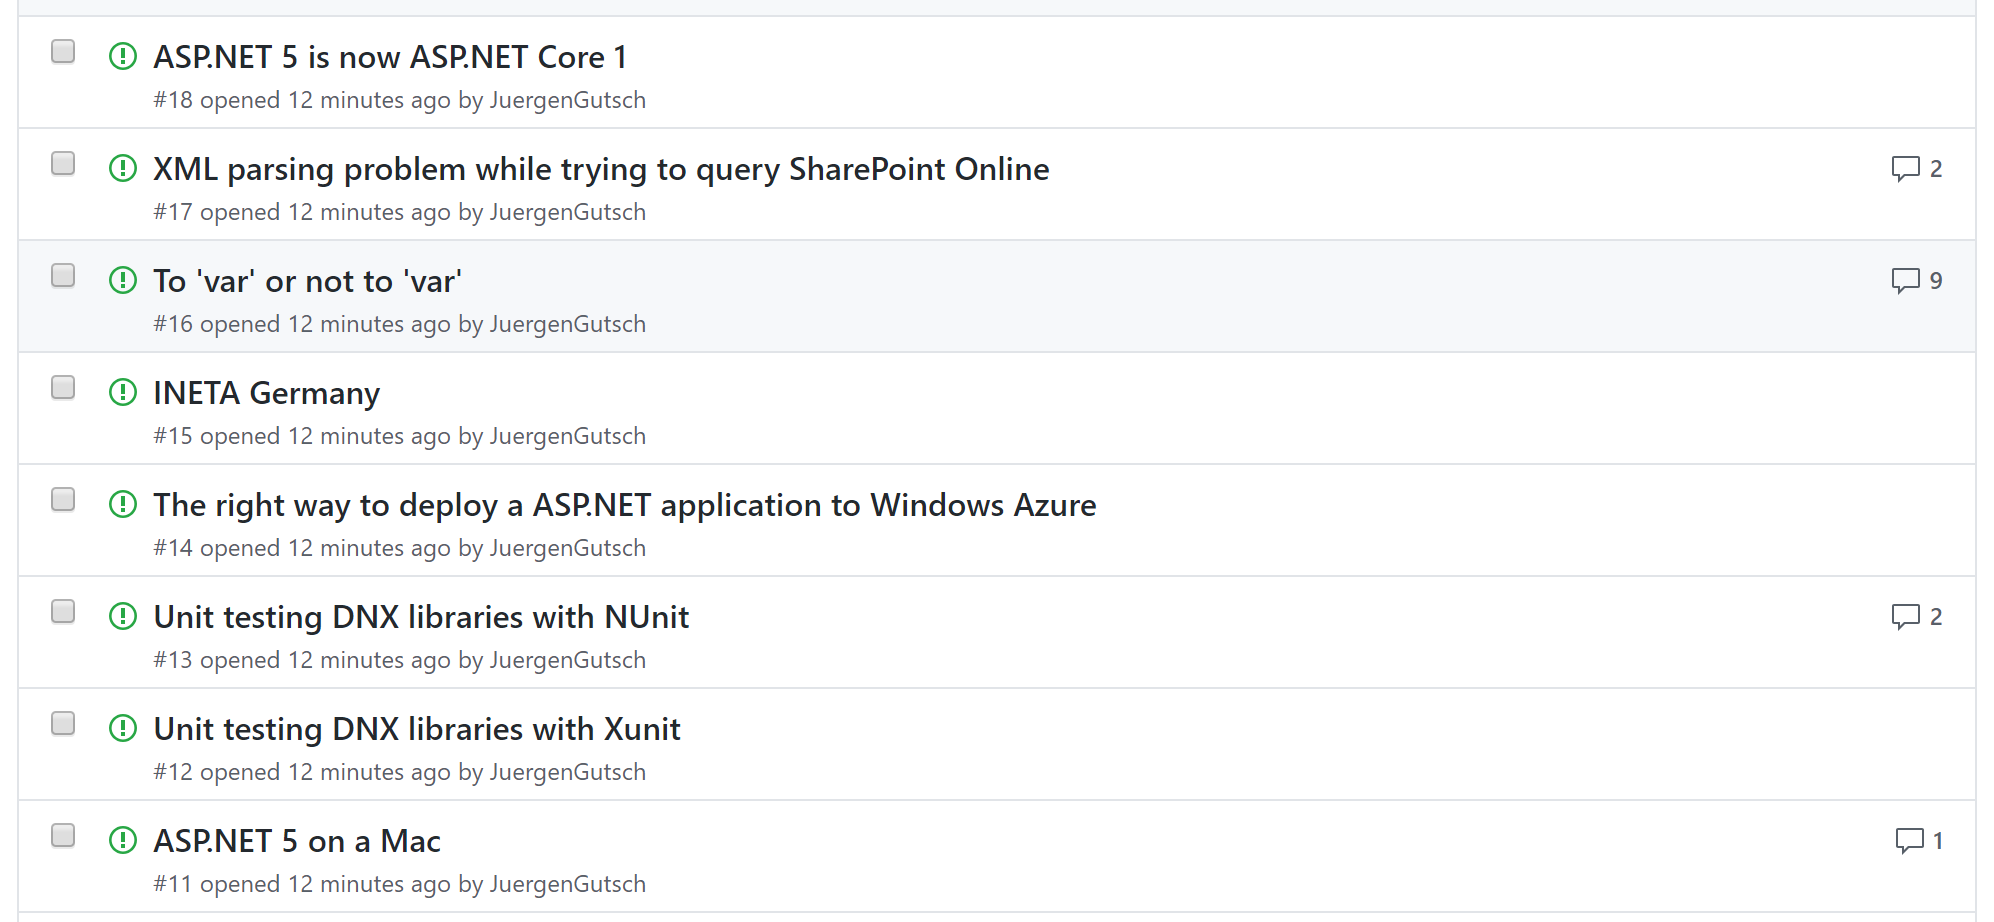 ASP.NET 5 is now ASP.NET Core 1
#18 opened 12 minutes ago by JuergenGutsch
XML parsing problem while trying to query SharePoint Online
2
#17 opened 12 minutes ago by JuergenGutsch
To 'var' or not to 'var'
9
#16 opened 12 minutes ago by JuergenGutsch
INETA Germany
#15 opened 12 minutes ago by JuergenGutsch
The right way to deploy a ASP.NET application to Windows Azure
#14 opened 12 minutes ago by JuergenGutsch
Unit testing DNX libraries with NUnit
2
#13 opened 12 minutes ago by JuergenGutsch
Unit testing DNX libraries with Xunit
#12 opened 12 minutes ago by JuergenGutsch
ASP.NET 5 on a Mac
1
#11 opened 12 minutes ago by JuergenGutsch